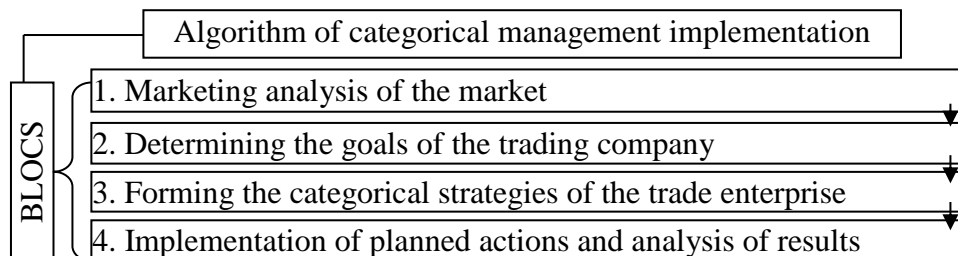 Algorithm of categorical management implementation
BLOCS
1. Marketing analysis of the market
2. Determining the goals of the trading company
3. Forming the categorical strategies of the trade enterprise
4. Implementation of planned actions and analysis of results